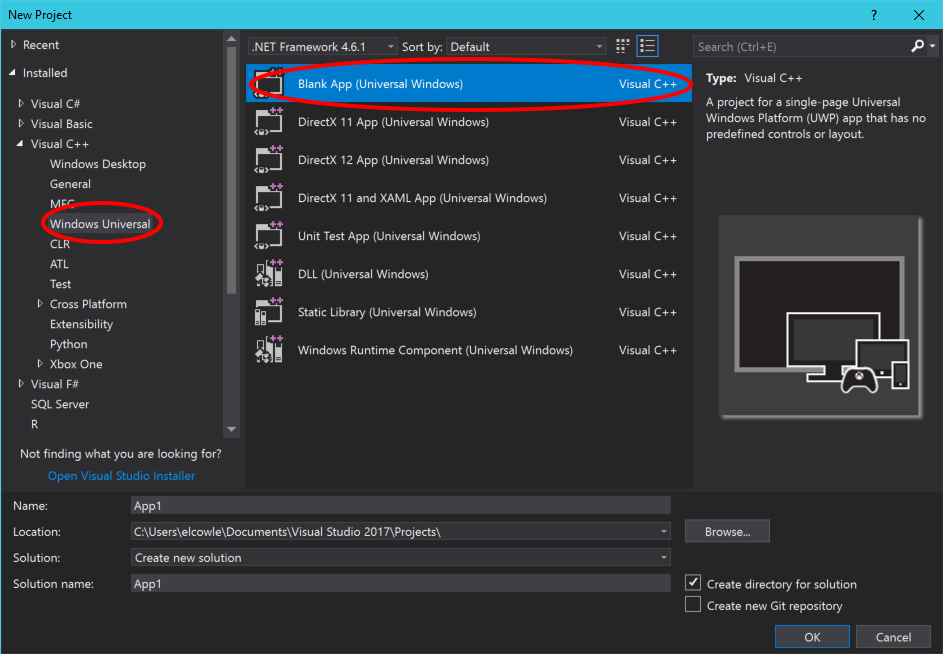 New Project
? 
Recent
Installed
Visual C#
Visual Basic
Visual C++
Windows Desktop
General
MFC
Windows Universal
CLR
ATL
Test
Cross Platform
Extensibility
Python
Xbox One
Visual F#
SQL Server
R
Not finding what you are looking for?
Open Visual Studio Installer
.NET Framework 4.6.1 Sort by: Default
Blank App (Universal Windows) Visual C++
DirectX 11 App (Universal Windows) Visual C++
DirectX 12 App (Universal Windows) Visual C++
DirectX 11 and XAML App (Universal Windows) Visual C++
Unit Test App (Universal Windows) Visual C++
DLL (Universal Windows) Visual C++
Static Library (Universal Windows) Visual C++
Windows Runtime Component (Universal Windows) Visual C++
Search (Ctrl+E)
Type: Visual C++
A project for a single-page Universal
Windows Platform (UWP) app that has no
predefined controls or layout.
Name: App1
Location: C:\Users\elcowle\Documents\Visual Studio 2017\Projects\
Browse...
Solution: Create new solution
Solution name: App1
Create directory for solution
Create new Git repository
OK Cancel